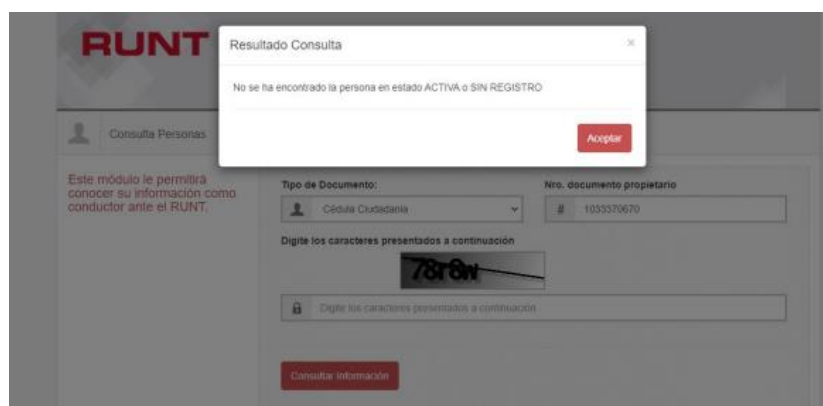 RUNT
Resultado Consulta
×
No se ha encontrado la persona en estado ACTIVA o SIN REGISTRO
Aceptar
Consulta Personas
Este módulo le permitirá
conocer su información como
conductor ante el RUNT.
Tipo de Documento:
Nro. documento propietario
Cédula Ciudadania
# 1033379670
Digite los caracteres presentados a continuación
78r8w
Digite los caracteres presentados a continuación
Consultar Información